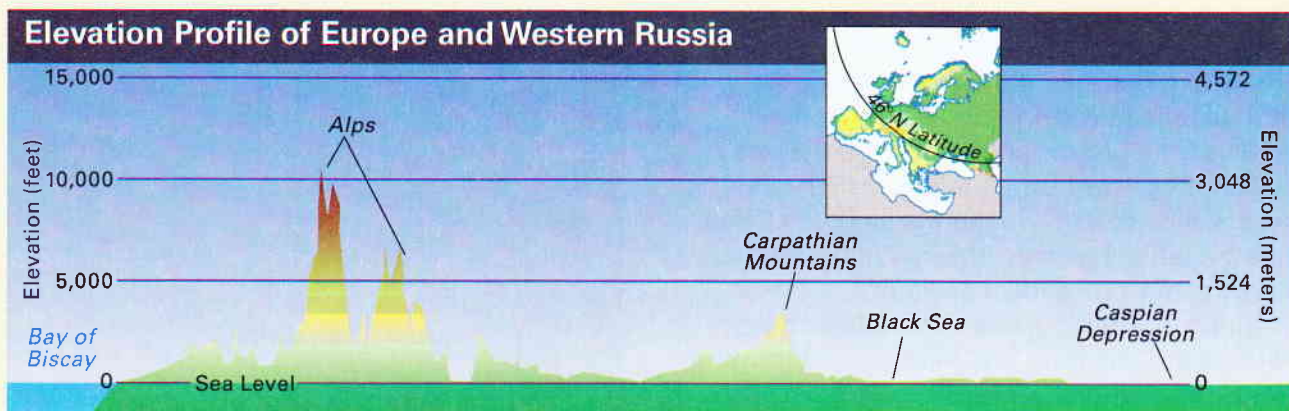 Elevation Profile of Europe and Western Russia
15,000
4,572
46° N Latitude
Alps
10,000
3,048
Elevation (feet)
Elevation (meters)
Carpathian
Mountains
5,000
1,524
Bay of
Biscay
Black Sea
Caspian
Depression
0
Sea Level
0